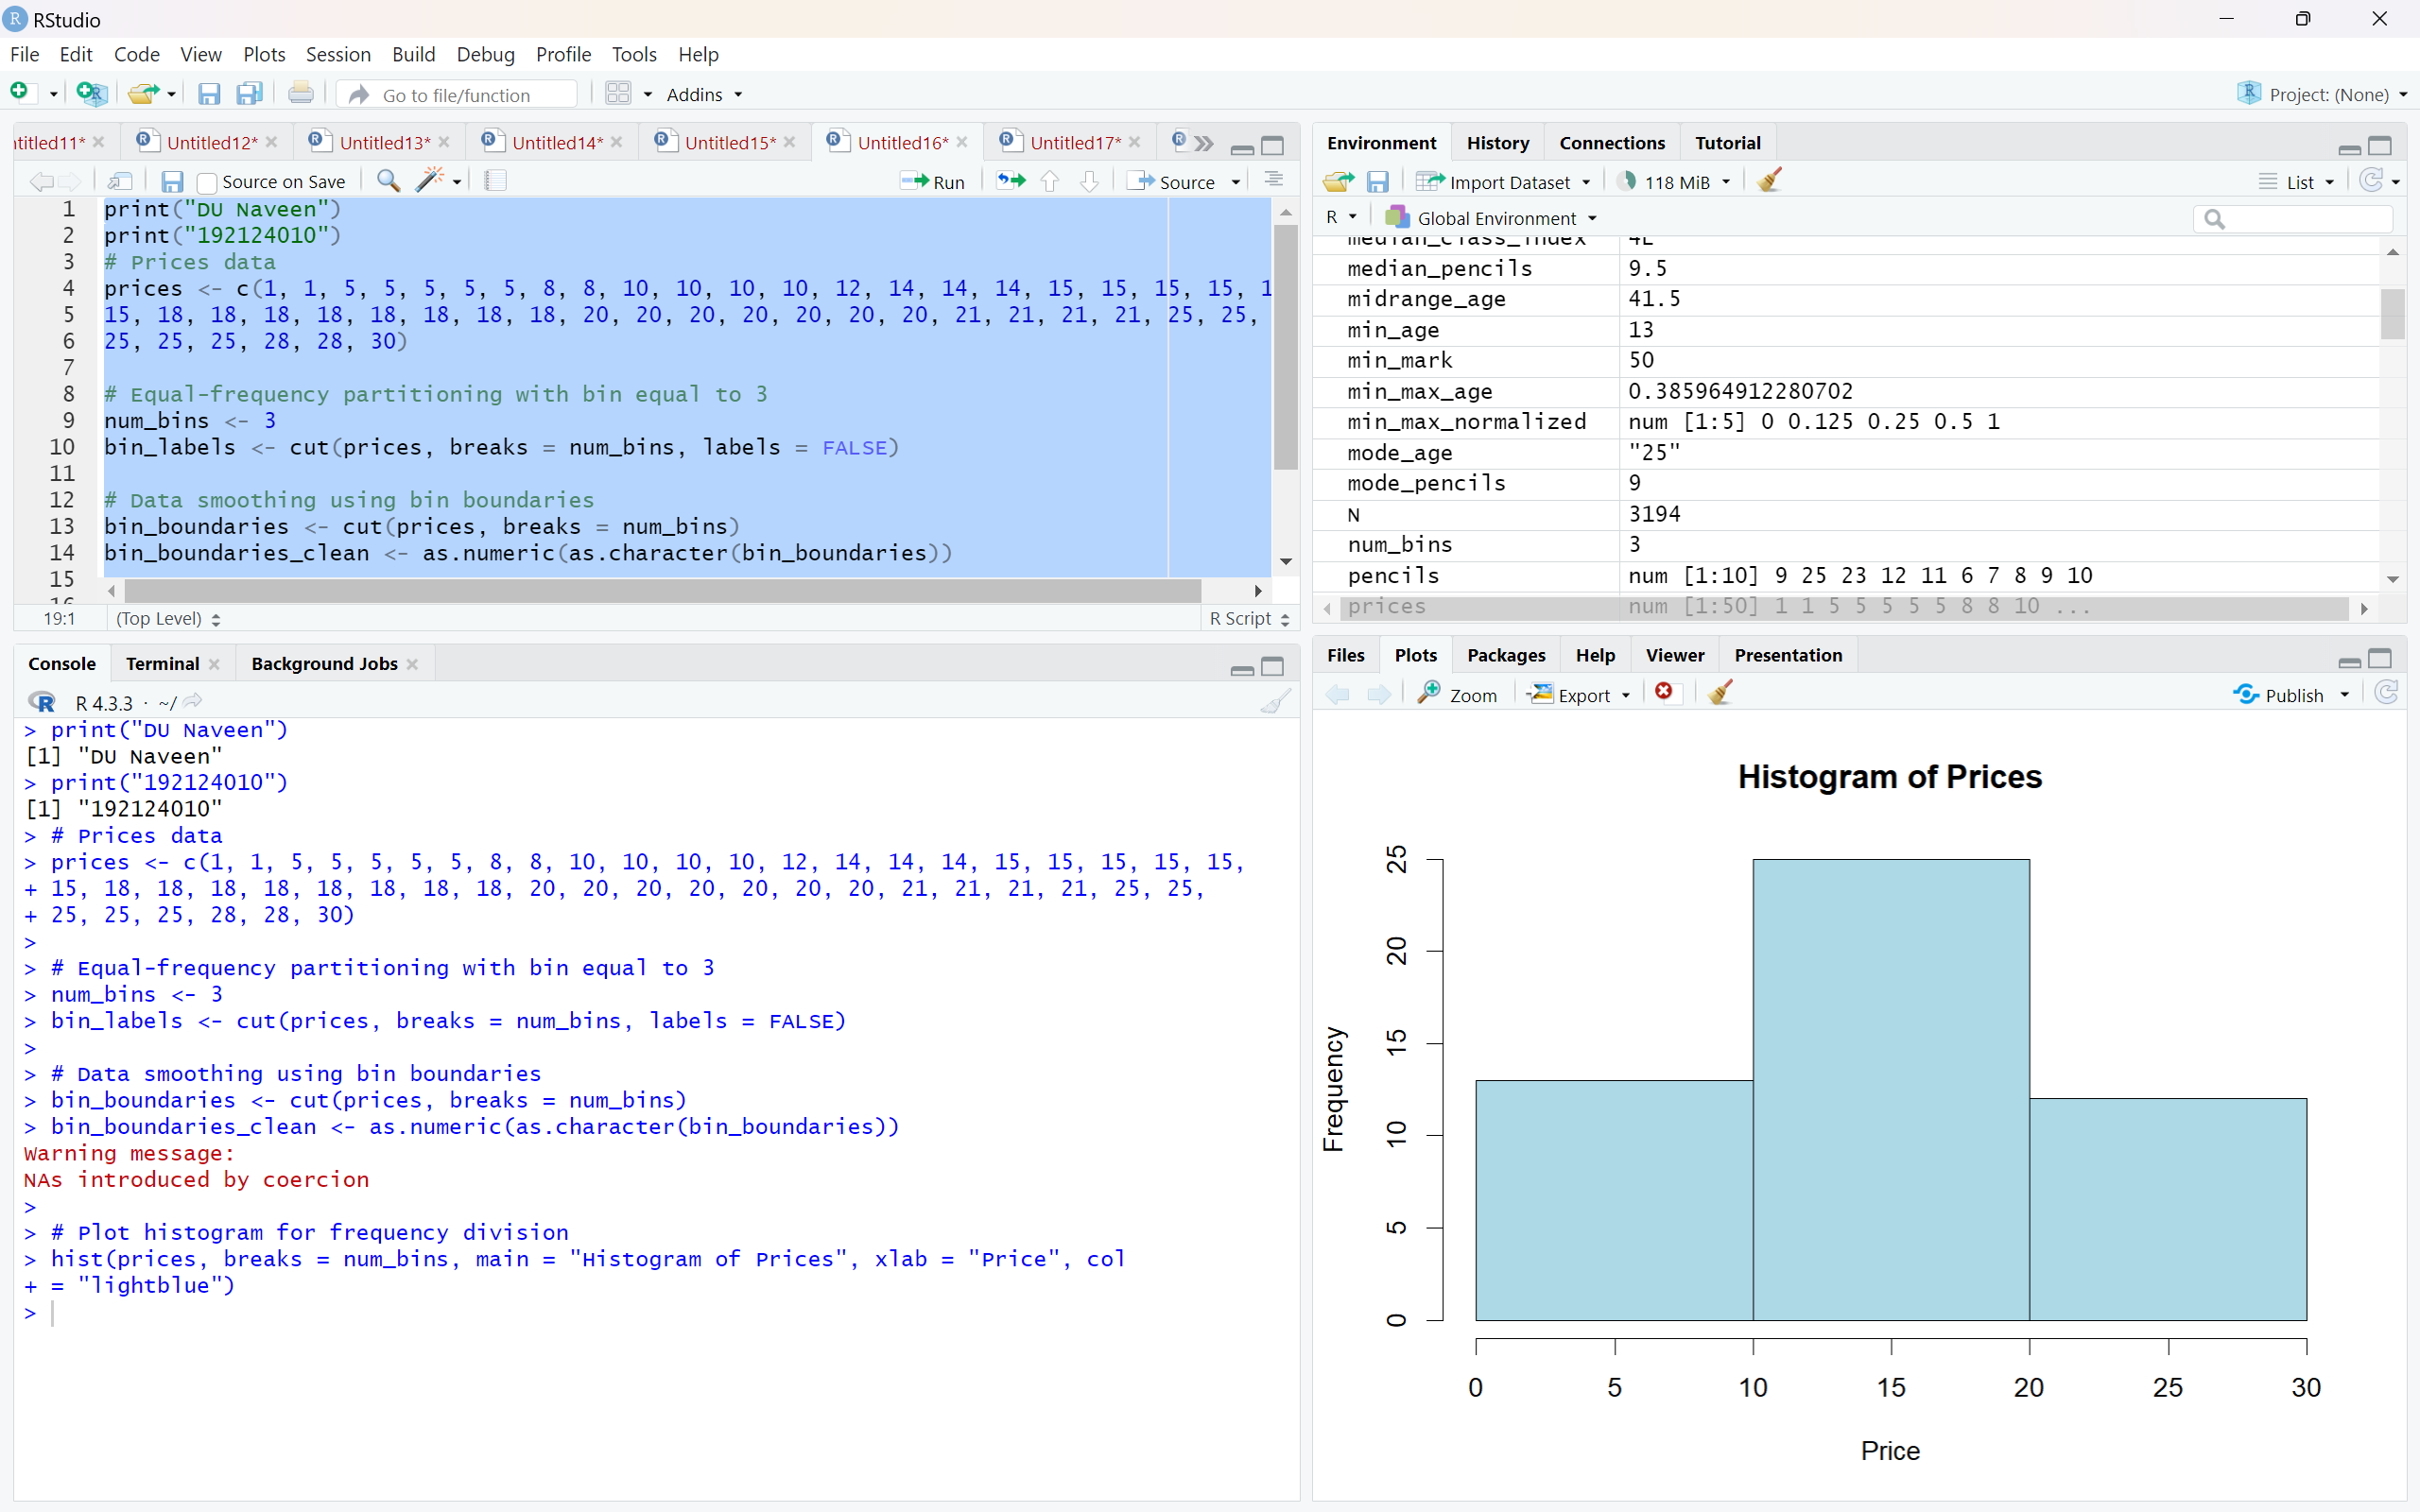 RStudio
File Edit Code View Plots Session Build Debug Profile Tools Help
Go to file/function Addins Project: (None)
ntitled11* Untitled12* Untitled13* Untitled14* Untitled15* Untitled16* Untitled17*
Source on Save Run Source
1 print("DU Naveen")
2 print("192124010")
3 # Prices data
4 prices <- c(1, 1, 5, 5, 5, 5, 5, 8, 8, 10, 10, 10, 10, 12, 14, 14, 14, 15, 15, 15, 15, 1
5 15, 18, 18, 18, 18, 18, 18, 18, 18, 20, 20, 20, 20, 20, 20, 20, 21, 21, 21, 21, 25, 25,
6 25, 25, 25, 28, 28, 30)
7
8 # Equal-frequency partitioning with bin equal to 3
9 num_bins <- 3
10 bin_labels <- cut(prices, breaks = num_bins, labels = FALSE)
11
12 # Data smoothing using bin boundaries
13 bin_boundaries <- cut(prices, breaks = num_bins)
14 bin_boundaries_clean <- as.numeric(as.character(bin_boundaries))
15
16
19:1 (Top Level) R Script
Console Terminal Background Jobs
R 4.3.3 · ~/
> print("DU Naveen")
[1] "DU Naveen"
> print("192124010")
[1] "192124010"
> # Prices data
> prices <- c(1, 1, 5, 5, 5, 5, 5, 8, 8, 10, 10, 10, 10, 12, 14, 14, 14, 15, 15, 15, 15, 15,
+ 15, 18, 18, 18, 18, 18, 18, 18, 18, 20, 20, 20, 20, 20, 20, 20, 21, 21, 21, 21, 25, 25,
+ 25, 25, 25, 28, 28, 30)
>
> # Equal-frequency partitioning with bin equal to 3
> num_bins <- 3
> bin_labels <- cut(prices, breaks = num_bins, labels = FALSE)
>
> # Data smoothing using bin boundaries
> bin_boundaries <- cut(prices, breaks = num_bins)
> bin_boundaries_clean <- as.numeric(as.character(bin_boundaries))
Warning message:
NAs introduced by coercion
>
> # Plot histogram for frequency division
> hist(prices, breaks = num_bins, main = "Histogram of Prices", xlab = "Price", col
+ = "lightblue")
>
Environment History Connections Tutorial
Import Dataset 118 MiB List
R Global Environment
median_class_index 4L
median_pencils 9.5
midrange_age 41.5
min_age 13
min_mark 50
min_max_age 0.385964912280702
min_max_normalized num [1:5] 0 0.125 0.25 0.5 1
mode_age "25"
mode_pencils 9
N 3194
num_bins 3
pencils num [1:10] 9 25 23 12 11 6 7 8 9 10
prices num [1:50] 1 1 5 5 5 5 5 8 8 10 ...
Files Plots Packages Help Viewer Presentation
Zoom Export Publish
Histogram of Prices
Frequency
25
20
15
10
5
0
0 5 10 15 20 25 30
Price